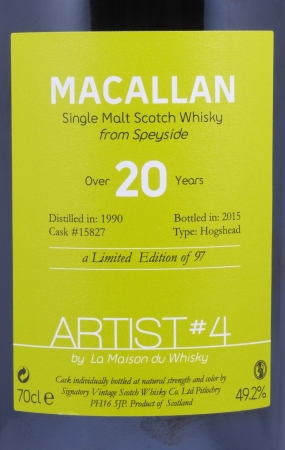 MACALLAN
Single Malt Scotch Whisky
from Speyside
Over 20 Years
Distilled in: 1990 Bottled in: 2015
Cask #15827 Type: Hogshead
a Limited Edition of 97
ARTIST #4
by La Maison du Whisky
Cask individually bottled at natural strength and color by
Signatory Vintage Scotch Whisky Co. Ltd Pitlochry
PH16 5JP. Product of Scotland
70cl e 49.2%